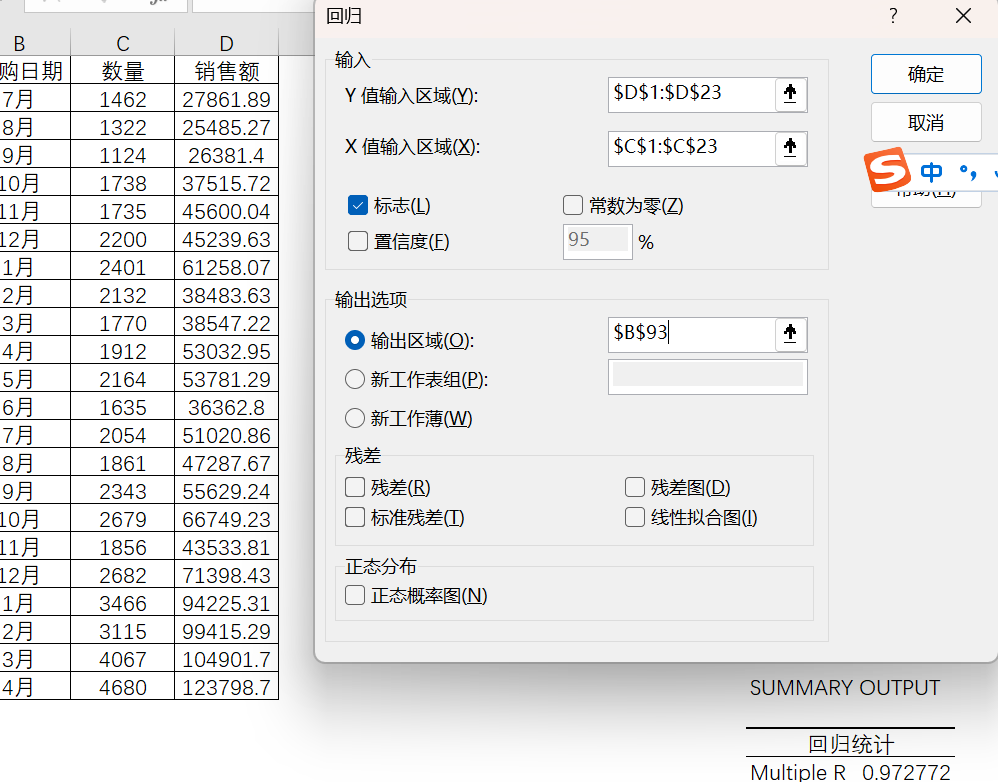 B C D
购日期 数量 销售额
7月 1462 27861.89
8月 1322 25485.27
9月 1124 26381.4
10月 1738 37515.72
11月 1735 45600.04
12月 2200 45239.63
1月 2401 61258.07
2月 2132 38483.63
3月 1770 38547.22
4月 1912 53032.95
5月 2164 53781.29
6月 1635 36362.8
7月 2054 51020.86
8月 1861 47287.67
9月 2343 55629.24
10月 2679 66749.23
11月 1856 43533.81
12月 2682 71398.43
1月 3466 94225.31
2月 3115 99415.29
3月 4067 104901.7
4月 4680 123798.7
回归 ?
输入
Y 值输入区域(Y): $D$1:$D$23
X 值输入区域(X): $C$1:$C$23
标志(L) 常数为零(Z)
置信度(F) 95 %
输出选项
输出区域(O): $B$93
新工作表组(P):
新工作薄(W)
残差
残差(R) 残差图(D)
标准残差(T) 线性拟合图(I)
正态分布
正态概率图(N)
确定
取消
S 中 °,
SUMMARY OUTPUT
回归统计
Multiple R 0.972772